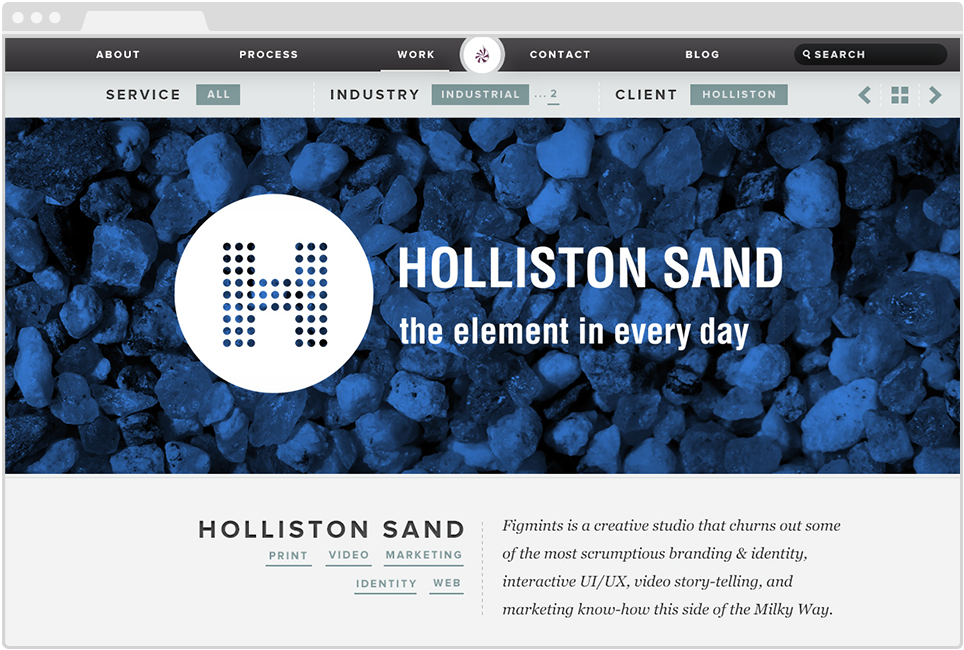 ABOUT PROCESS WORK CONTACT BLOG SEARCH
SERVICE ALL INDUSTRY INDUSTRIAL ...2 CLIENT HOLLISTON
H
HOLLISTON SAND
the element in every day
HOLLISTON SAND
PRINT VIDEO MARKETING
IDENTITY WEB
Figmints is a creative studio that churns out some
of the most scrumptious branding & identity,
interactive UI/UX, video story-telling, and
marketing know-how this side of the Milky Way.